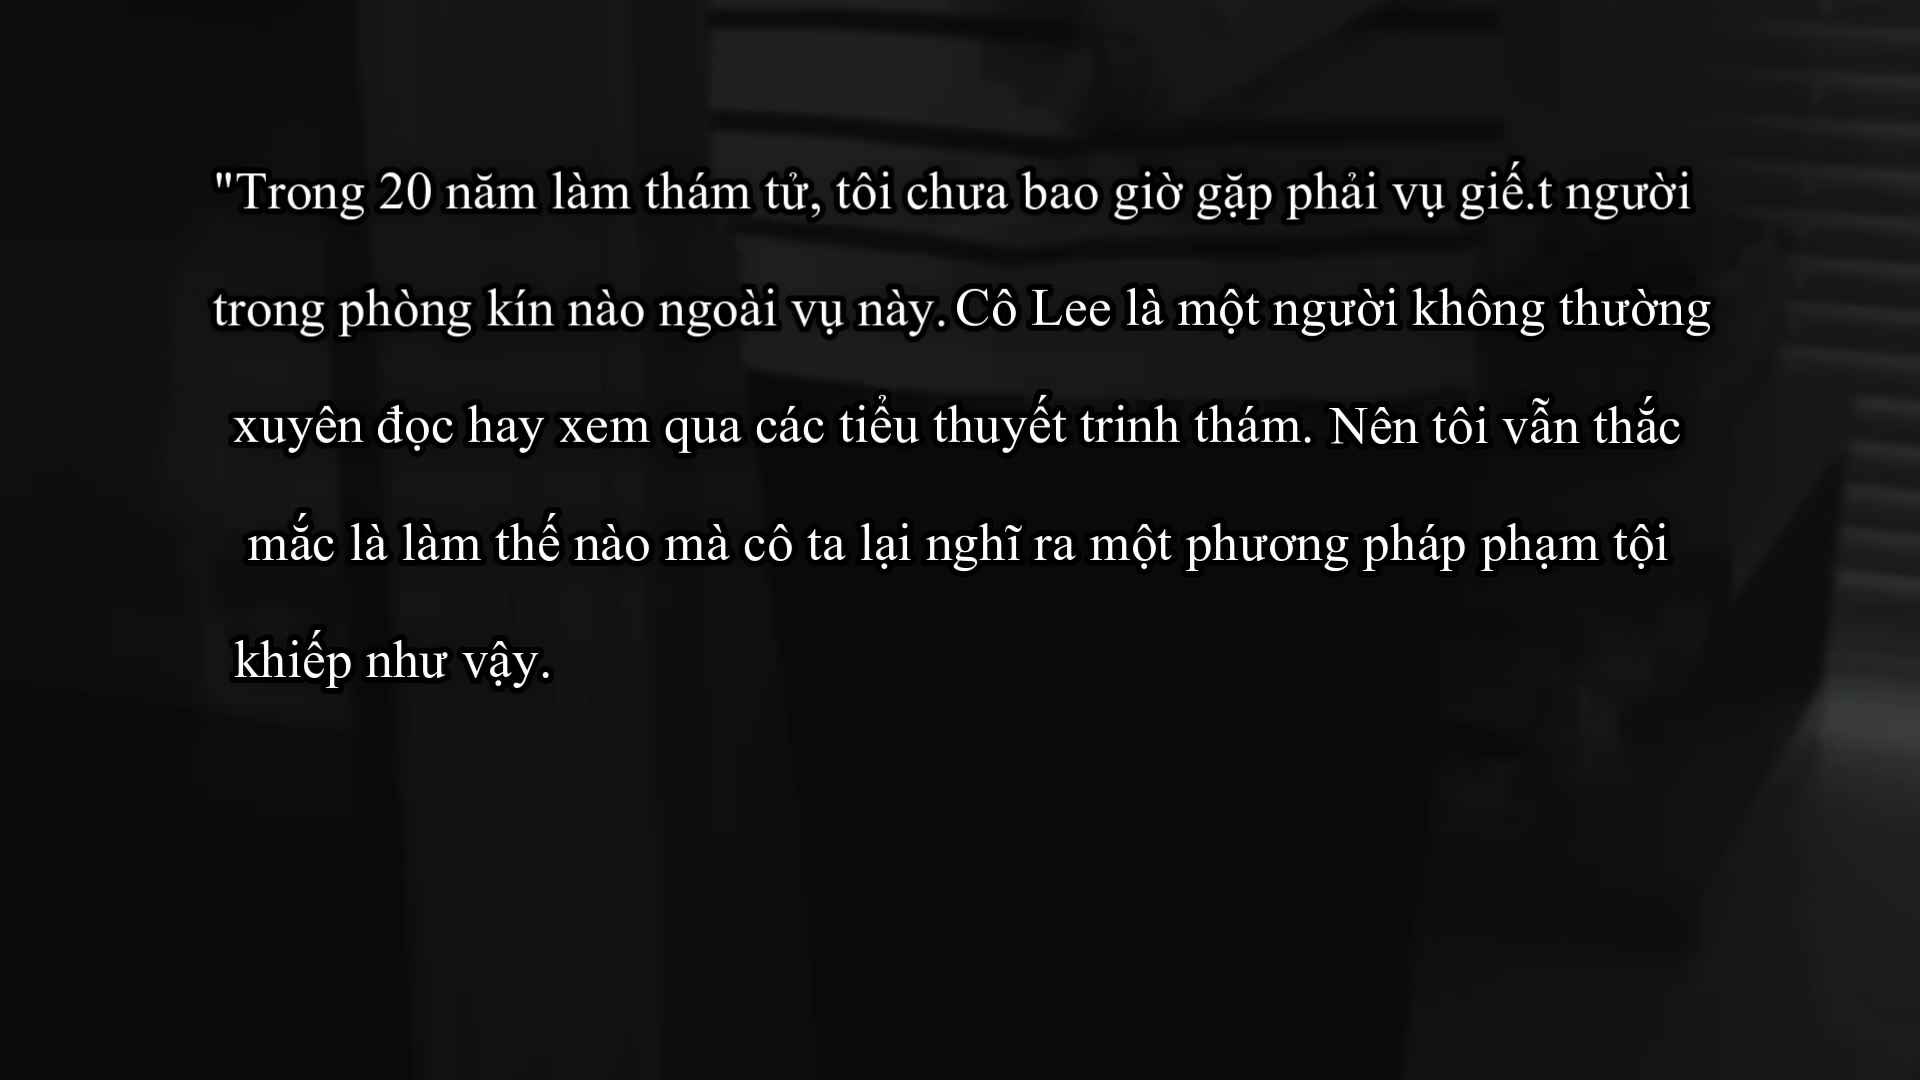 "Trong 20 năm làm thám tử, tôi chưa bao giờ gặp phải vụ giế.t người
trong phòng kín nào ngoài vụ này. Cô Lee là một người không thường
xuyên đọc hay xem qua các tiểu thuyết trinh thám. Nên tôi vẫn thắc
mắc là làm thế nào mà cô ta lại nghĩ ra một phương pháp phạm tội
khiếp như vậy.